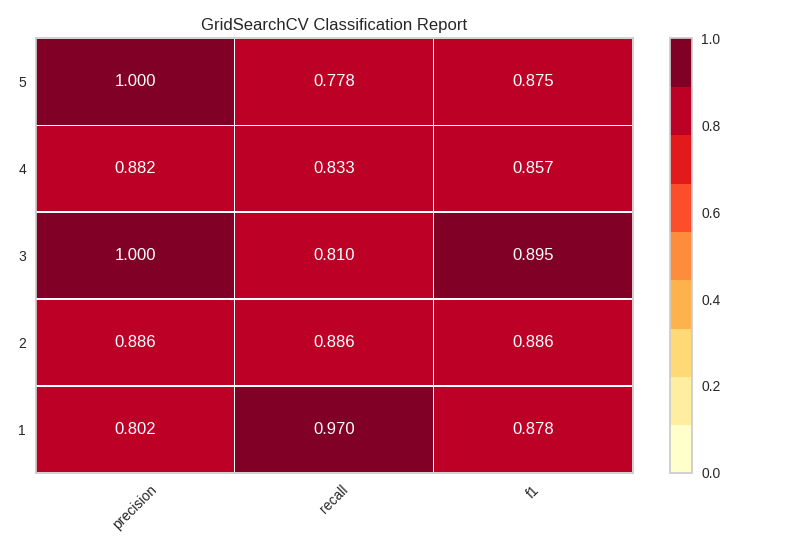 GridSearchCV Classification Report
5 1.000 0.778 0.875
4 0.882 0.833 0.857
3 1.000 0.810 0.895
2 0.886 0.886 0.886
1 0.802 0.970 0.878
precision recall f1
1.0
0.8
0.6
0.4
0.2
0.0